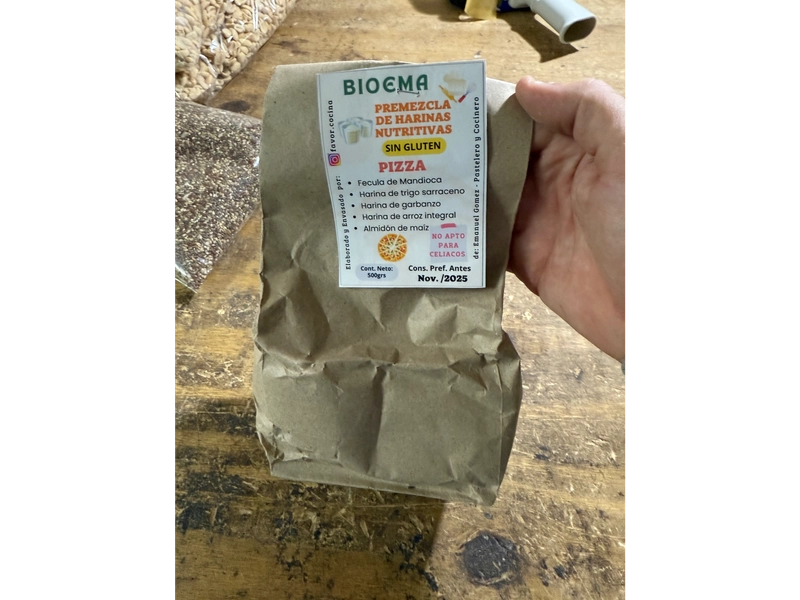 BIOEMA
PREMEZCLA
DE HARINAS
NUTRITIVAS
SIN GLUTEN
PIZZA
• Fecula de Mandioca
• Harina de trigo sarraceno
• Harina de garbanzo
• Harina de arroz integral
• Almidón de maiz
NO APTO
PARA
CELIACOS
Cont. Neto:
500grs
Cons. Pref. Antes
Nov. /2025
Elaborado y Envasado por:
favor.cocina
de: Emanuel Gomez - Pastelero y Cocinero